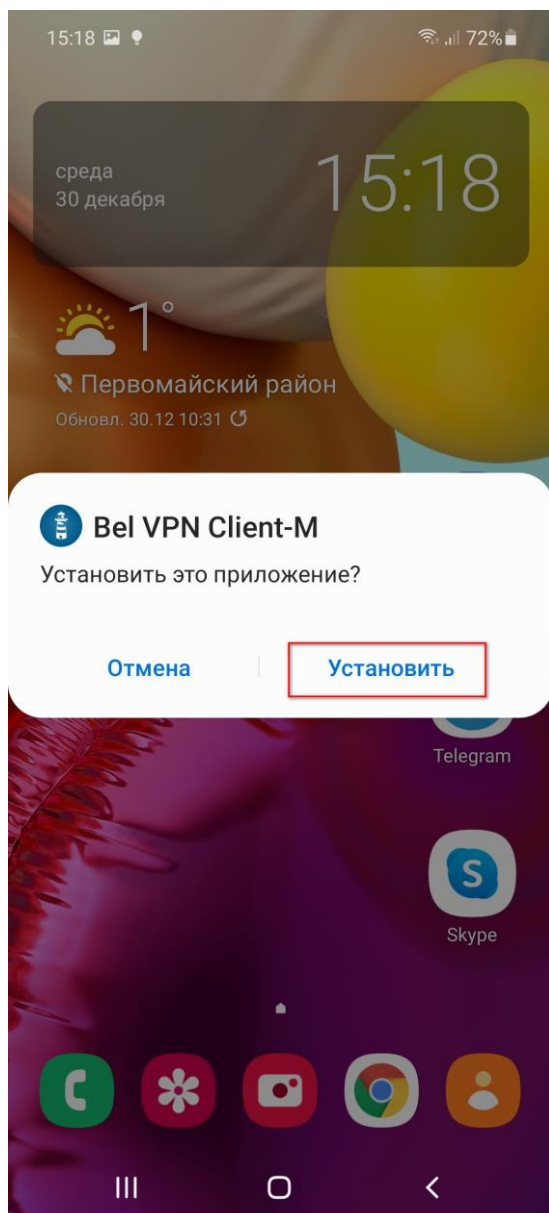 15:18 72%
среда
30 декабря
15:18
1°
Первомайский район
Обновл. 30.12 10:31
Bel VPN Client-M
Установить это приложение?
Отмена Установить
Telegram
Skype